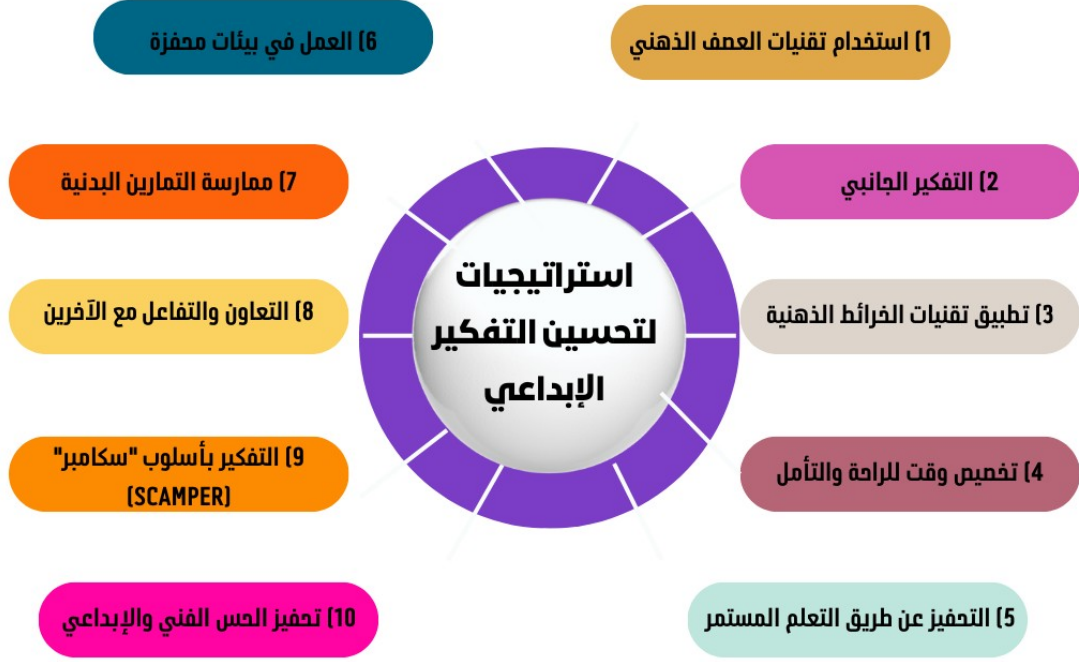 استراتيجيات
لتحسين التفكير
الإبداعي
1) استخدام تقنيات العصف الذهني
2) التفكير الجانبي
3) تطبيق تقنيات الخرائط الذهنية
4) تخصيص وقت للراحة والتأمل
5) التحفيز عن طريق التعلم المستمر
6) العمل في بيئات محفزة
7) ممارسة التمارين البدنية
8) التعاون والتفاعل مع الآخرين
9) التفكير بأسلوب "سكامبر"
(SCAMPER)
10) تحفيز الحس الفني والإبداعي